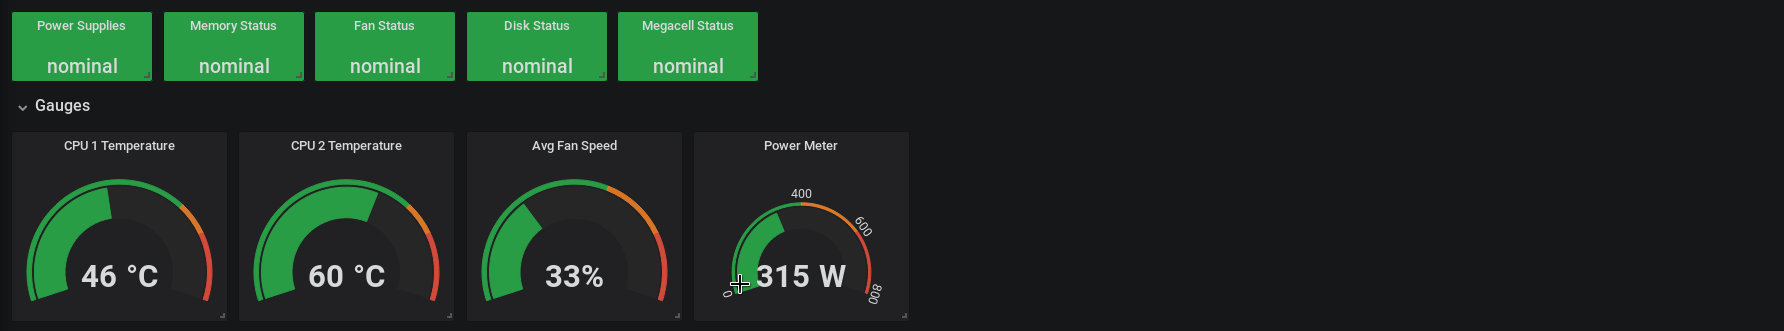 Power Supplies
Memory Status
Fan Status
Disk Status
Megacell Status
nominal
nominal
nominal
nominal
nominal
Gauges
CPU 1 Temperature
CPU 2 Temperature
Avg Fan Speed
Power Meter
46 °C
60 °C
33%
0
400
600
800
315 W